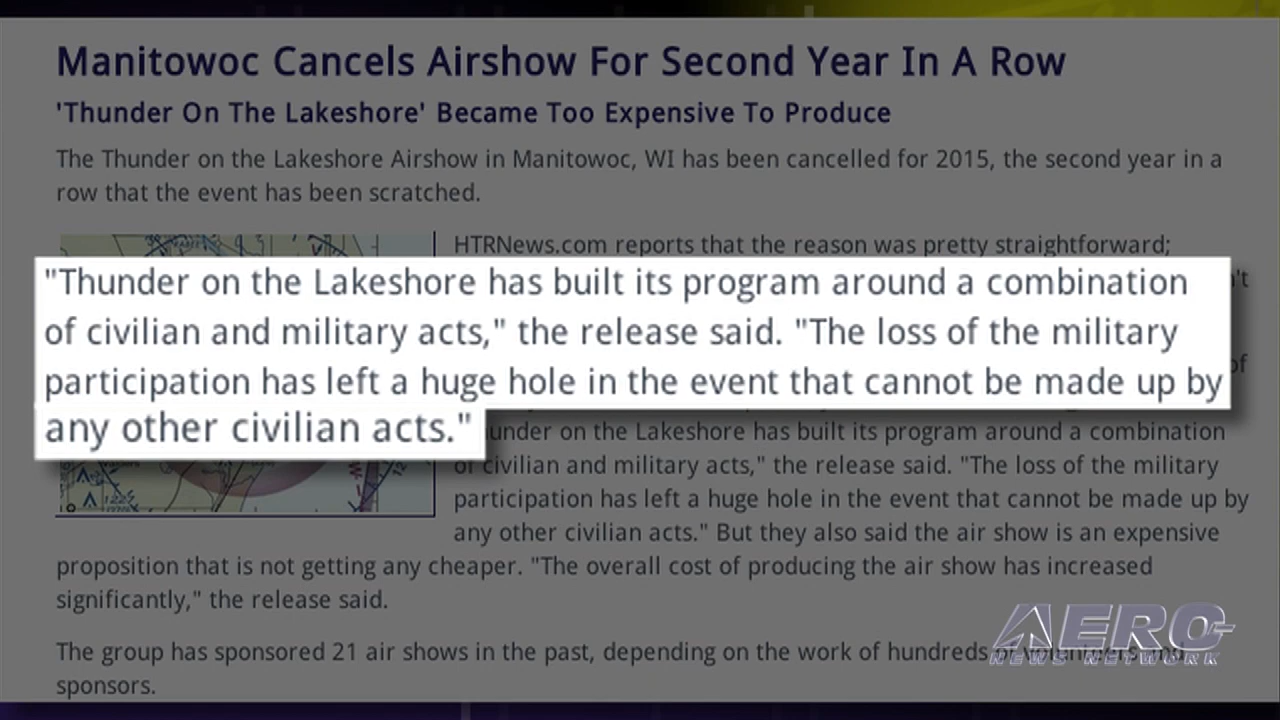 Manitowoc Cancels Airshow For Second Year In A Row
'Thunder On The Lakeshore' Became Too Expensive To Produce
The Thunder on the Lakeshore Airshow in Manitowoc, WI has been cancelled for 2015, the second year in a
row that the event has been scratched.
HTRNews.com reports that the reason was pretty straightforward;
"Thunder on the Lakeshore has built its program around a combination
of civilian and military acts," the release said. "The loss of the military
participation has left a huge hole in the event that cannot be made up by
any other civilian acts."
of
on the Lakeshore has built its program around a combination
of civilian and military acts," the release said. "The loss of the military
participation has left a huge hole in the event that cannot be made up by
any other civilian acts." But they also said the air show is an expensive
proposition that is not getting any cheaper. "The overall cost of producing the air show has increased
significantly," the release said.
The group has sponsored 21 air shows in the past, depending on the work of hundreds of volunteers and
sponsors.
AERO-
NEWS NETWORK